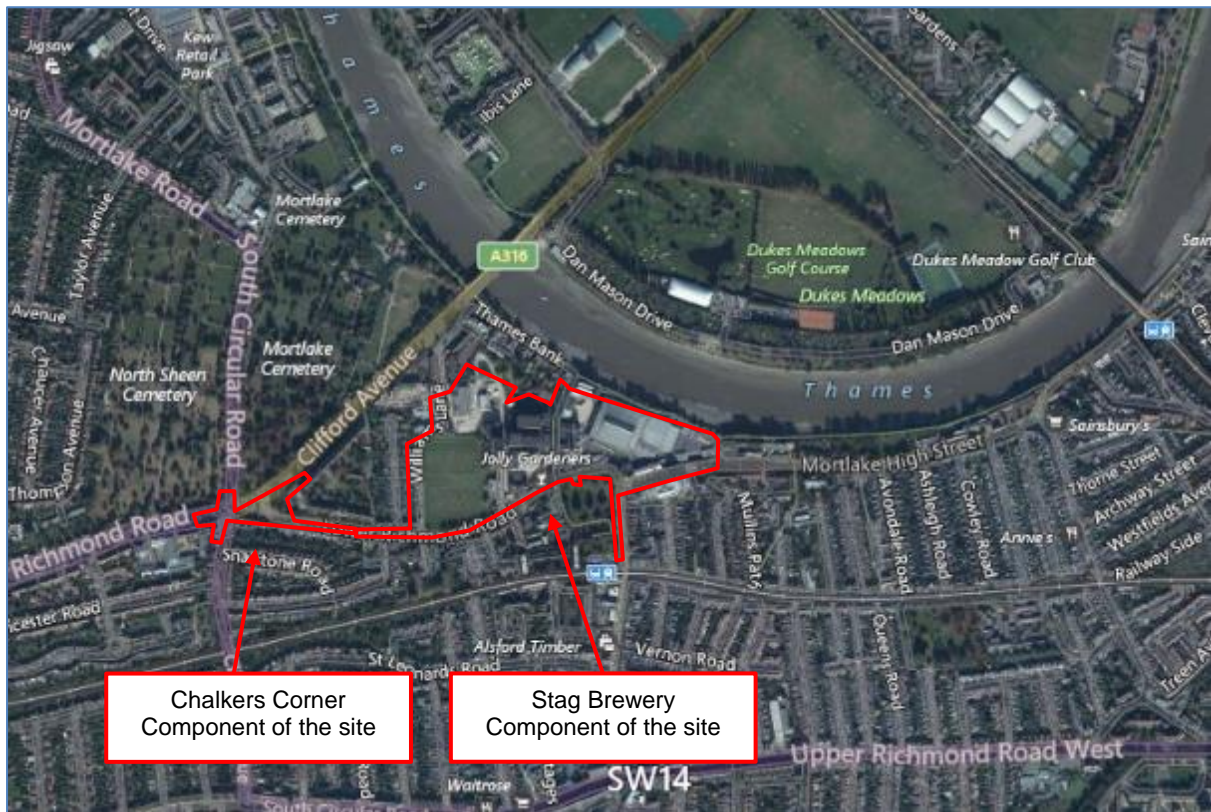 Jigsaw
Drive
Kew
Retail
Park
Mortlake Road
Taylor Avenue
Mortlake
Cemetery
South Circular Road
Avenue
Chaucer Avenue
North Sheen
Cemetery
Mortlake
Cemetery
Richmond Road
Clifford Avenue
A316
Thames
Ibis Lane
Gardens
Dan Mason Drive
Dukes Meadows
Golf Course
Dukes Meadows
Dukes Meadow Golf Club
Dan Mason Drive
Thames
Thames Bank
Jolly Gardeners
Road
Mortlake High Street
Sainsbury's
Thorne Street
Archway Street
Railway Side
Annie's
Cowley Road
Ashleigh Road
Avondale Road
Mullins Path
Queens Road
Vernon Road
Alsford Timber
St Leonards Road
Road
Chalkers Corner
Component of the site
Stag Brewery
Component of the site
Upper Richmond Road West
SW14
Waitrose